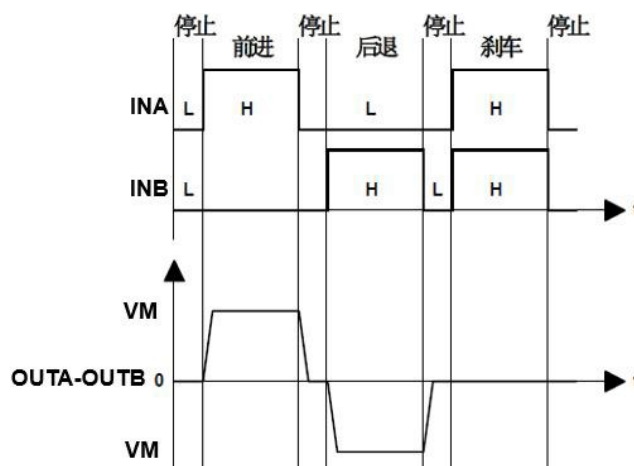 停止 停止 停止 停止
前进 后退 刹车
INA L H L H
INB L H L H
VM
OUTA-OUTB 0
VM